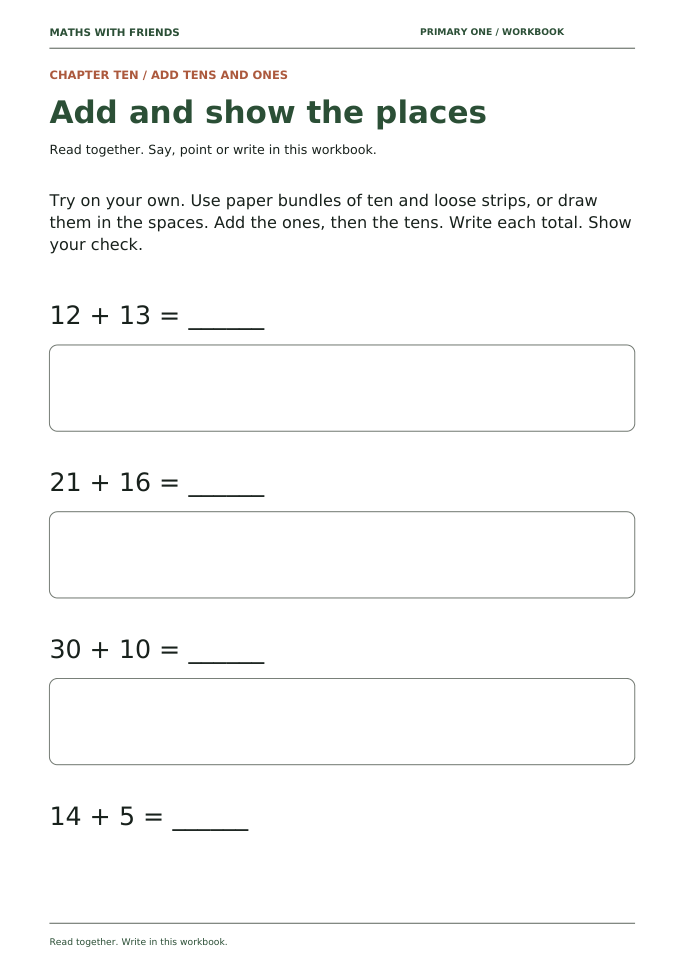 MATHS WITH FRIENDS
PRIMARY ONE / WORKBOOK
CHAPTER TEN / ADD TENS AND ONES
Add and show the places
Read together. Say, point or write in this workbook.
Try on your own. Use paper bundles of ten and loose strips, or draw
them in the spaces. Add the ones, then the tens. Write each total. Show
your check.
12 + 13 = ______
21 + 16 = ______
30 + 10 = ______
14 + 5 = ______
Read together. Write in this workbook.